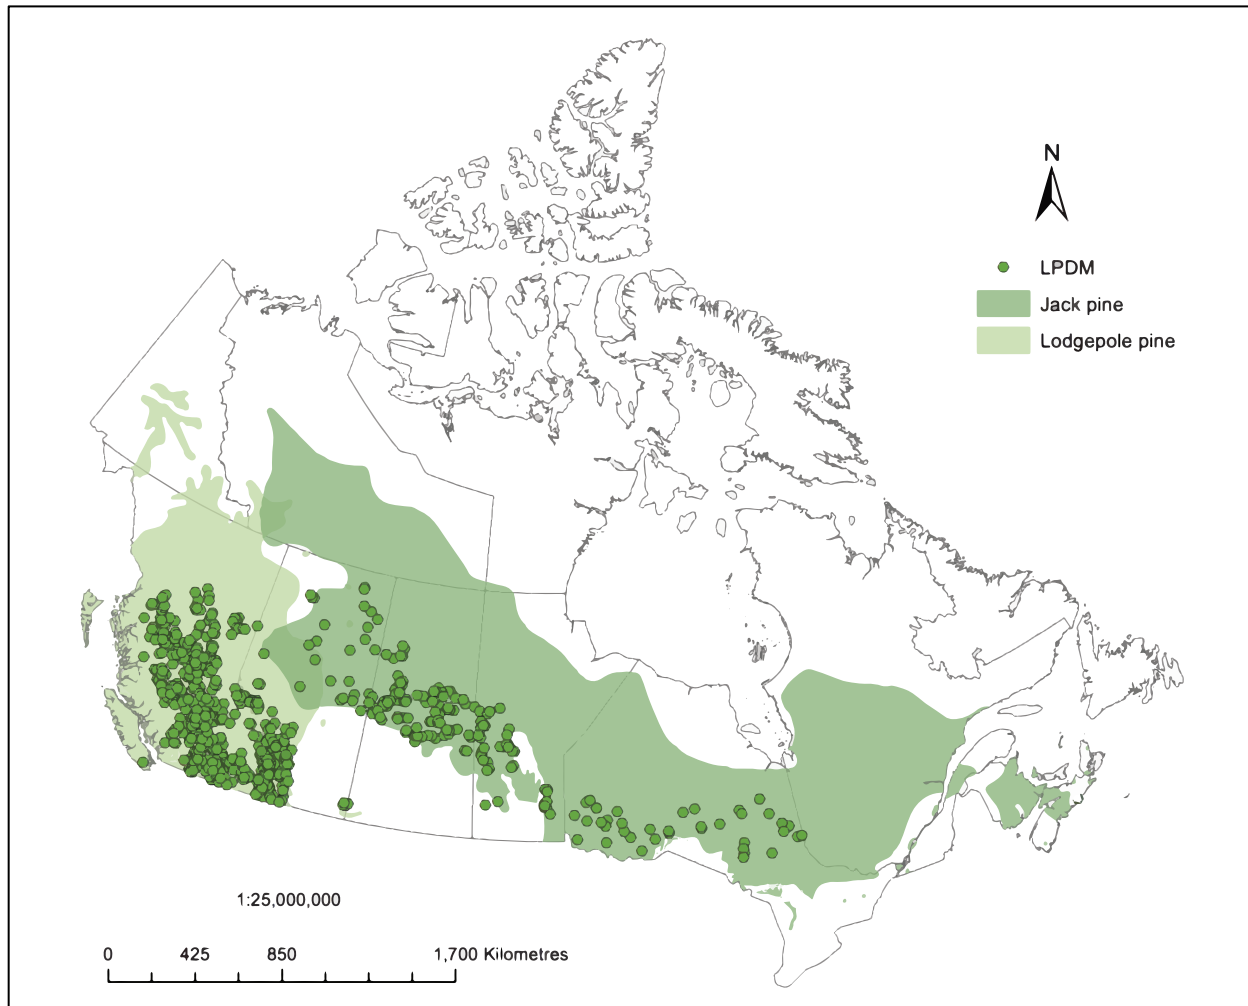 N
LPDM
Jack pine
Lodgepole pine
1:25,000,000
0 425 850 1,700 Kilometres